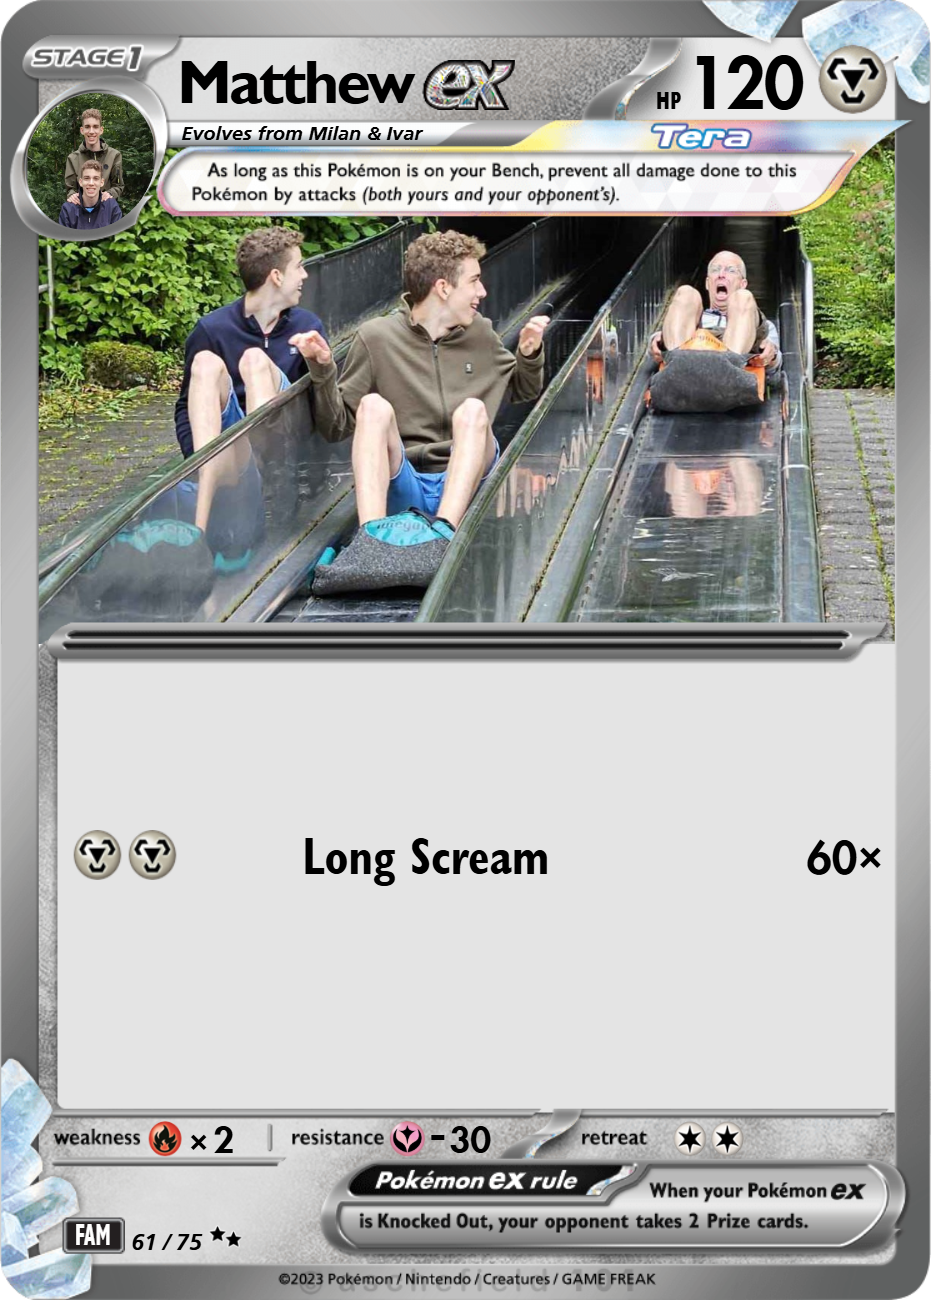 STAGE1
Matthew ex
HP 120
Evolves from Milan & Ivar
Tera
As long as this Pokémon is on your Bench, prevent all damage done to this
Pokémon by attacks (both yours and your opponent's).
Long Scream 60×
weakness ×2 resistance -30 retreat
Pokémon ex rule
When your Pokémon ex
is Knocked Out, your opponent takes 2 Prize cards.
FAM 61 / 75
©2023 Pokémon / Nintendo / Creatures / GAME FREAK